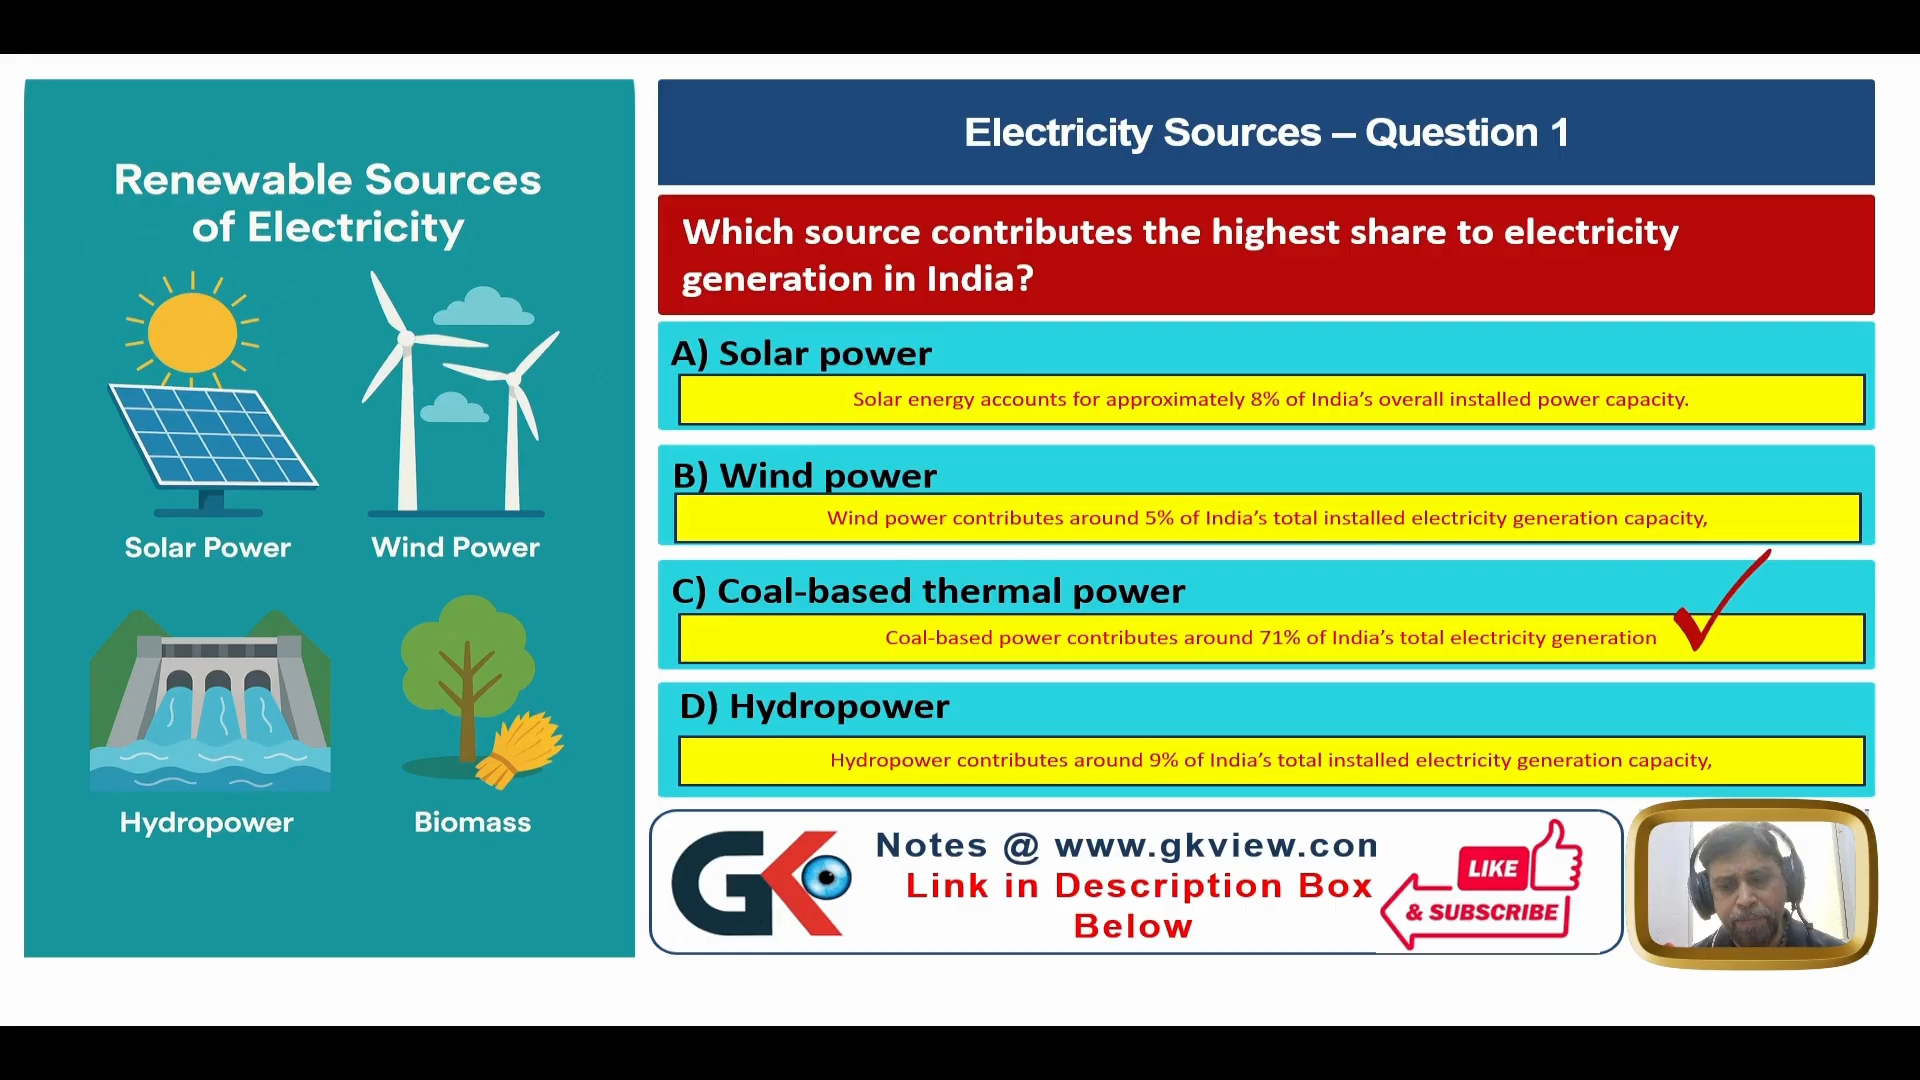 Renewable Sources
of Electricity
Solar Power
Wind Power
Hydropower
Biomass
Electricity Sources – Question 1
Which source contributes the highest share to electricity
generation in India?
A) Solar power
Solar energy accounts for approximately 8% of India's overall installed power capacity.
B) Wind power
Wind power contributes around 5% of India's total installed electricity generation capacity,
C) Coal-based thermal power
Coal-based power contributes around 71% of India's total electricity generation
D) Hydropower
Hydropower contributes around 9% of India's total installed electricity generation capacity,
GK
Notes @ www.gkview.con
Link in Description Box
Below
LIKE
& SUBSCRIBE